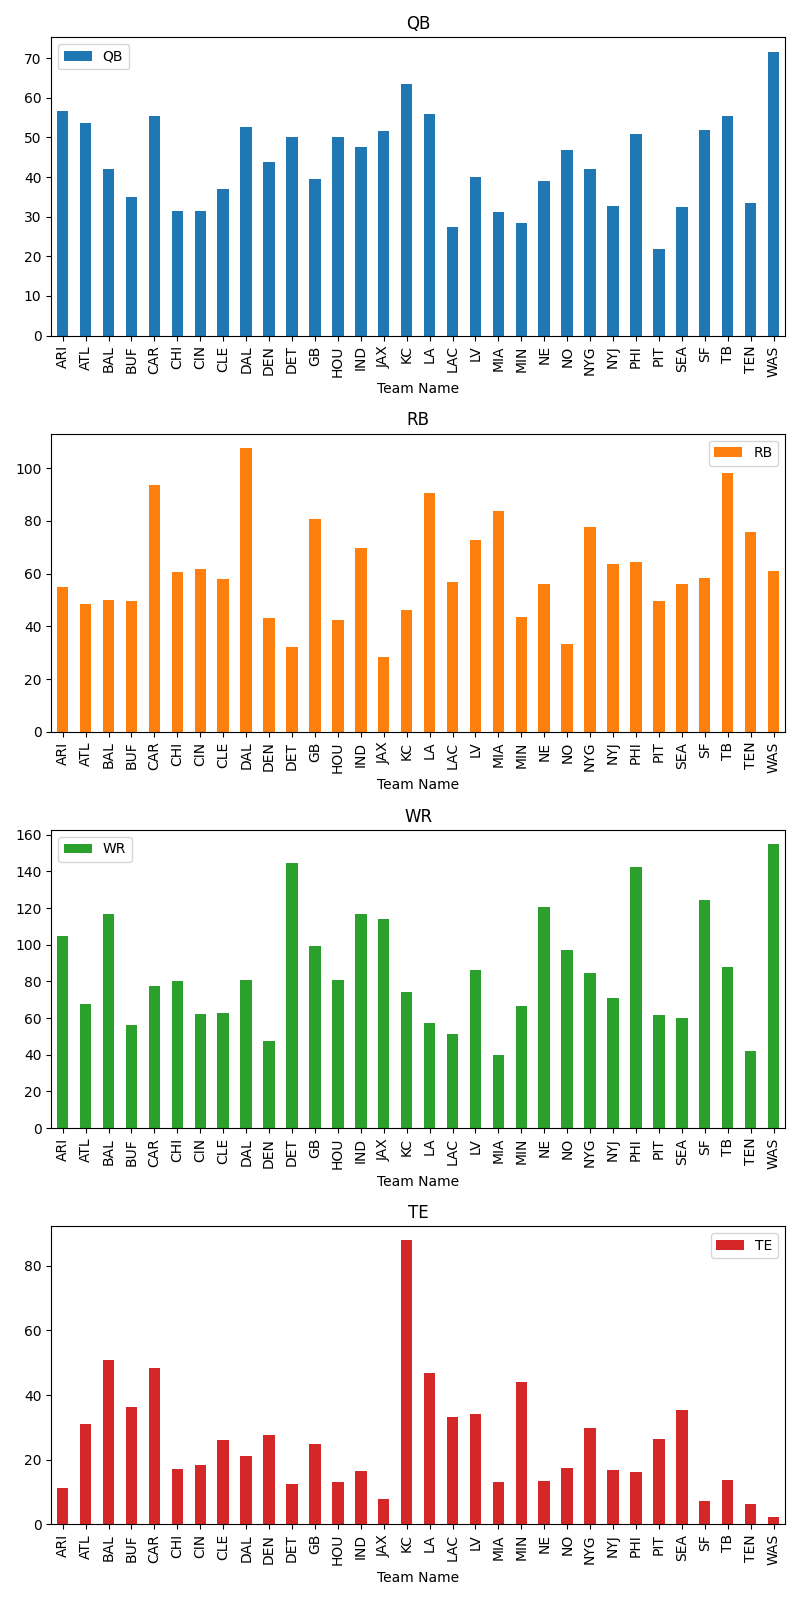 QB
QB
70
60
50
40
30
20
10
0
ARI ATL BAL BUF CAR CHI CIN CLE DAL DEN DET GB HOU IND JAX KC LA LAC LV MIA MIN NE NO NYG NYJ PHI PIT SEA SF TB TEN WAS
Team Name
RB
RB
100
80
60
40
20
0
ARI ATL BAL BUF CAR CHI CIN CLE DAL DEN DET GB HOU IND JAX KC LA LAC LV MIA MIN NE NO NYG NYJ PHI PIT SEA SF TB TEN WAS
Team Name
WR
WR
160
140
120
100
80
60
40
20
0
ARI ATL BAL BUF CAR CHI CIN CLE DAL DEN DET GB HOU IND JAX KC LA LAC LV MIA MIN NE NO NYG NYJ PHI PIT SEA SF TB TEN WAS
Team Name
TE
TE
80
60
40
20
0
ARI ATL BAL BUF CAR CHI CIN CLE DAL DEN DET GB HOU IND JAX KC LA LAC LV MIA MIN NE NO NYG NYJ PHI PIT SEA SF TB TEN WAS
Team Name